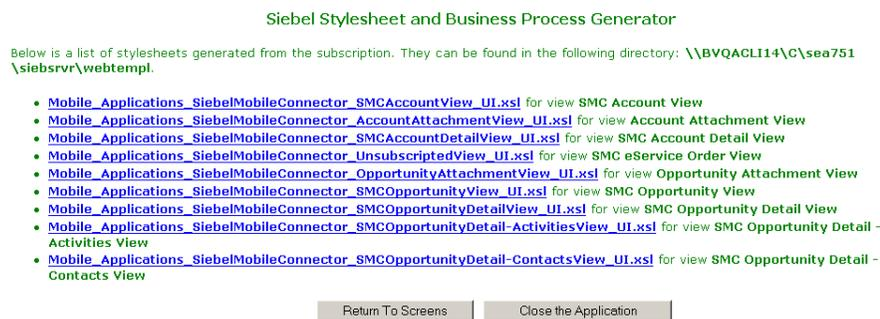 Siebel Stylesheet and Business Process Generator
Below is a list of stylesheets generated from the subscription. They can be found in the following directory: \\BVQACLI14\C\sea751
\siebsrvr\webtempl.
• Mobile_Applications_SiebelMobileConnector_SMCAccountView_UI.xsl for view SMC Account View
• Mobile_Applications_SiebelMobileConnector_AccountAttachmentView_UI.xsl for view Account Attachment View
• Mobile_Applications_SiebelMobileConnector_SMCAccountDetailView_UI.xsl for view SMC Account Detail View
• Mobile_Applications_SiebelMobileConnector_UnsubscriptedView_UI.xsl for view SMC eService Order View
• Mobile_Applications_SiebelMobileConnector_OpportunityAttachmentView_UI.xsl for view Opportunity Attachment View
• Mobile_Applications_SiebelMobileConnector_SMCOpportunityView_UI.xsl for view SMC Opportunity View
• Mobile_Applications_SiebelMobileConnector_SMCOpportunityDetailView_UI.xsl for view SMC Opportunity Detail View
• Mobile_Applications_SiebelMobileConnector_SMCOpportunityDetail-ActivitiesView_UI.xsl for view SMC Opportunity Detail -
Activities View
• Mobile_Applications_SiebelMobileConnector_SMCOpportunityDetail-ContactsView_UI.xsl for view SMC Opportunity Detail -
Contacts View
Return To Screens Close the Application